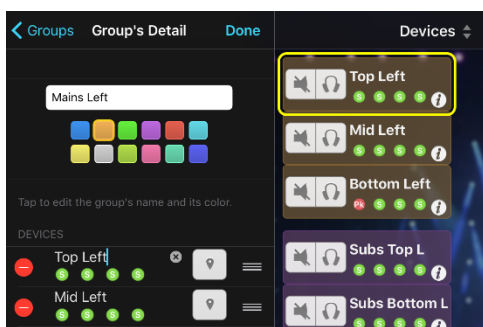 Groups Group's Detail Done
Mains Left
Tap to edit the group's name and its color.
DEVICES
Top Left
S S S S
Mid Left
S S S S
Devices
Top Left
S S S S i
Mid Left
S S S S i
Bottom Left
Pk S S S i
Subs Top L
S S S S i
Subs Bottom L
S S S S i